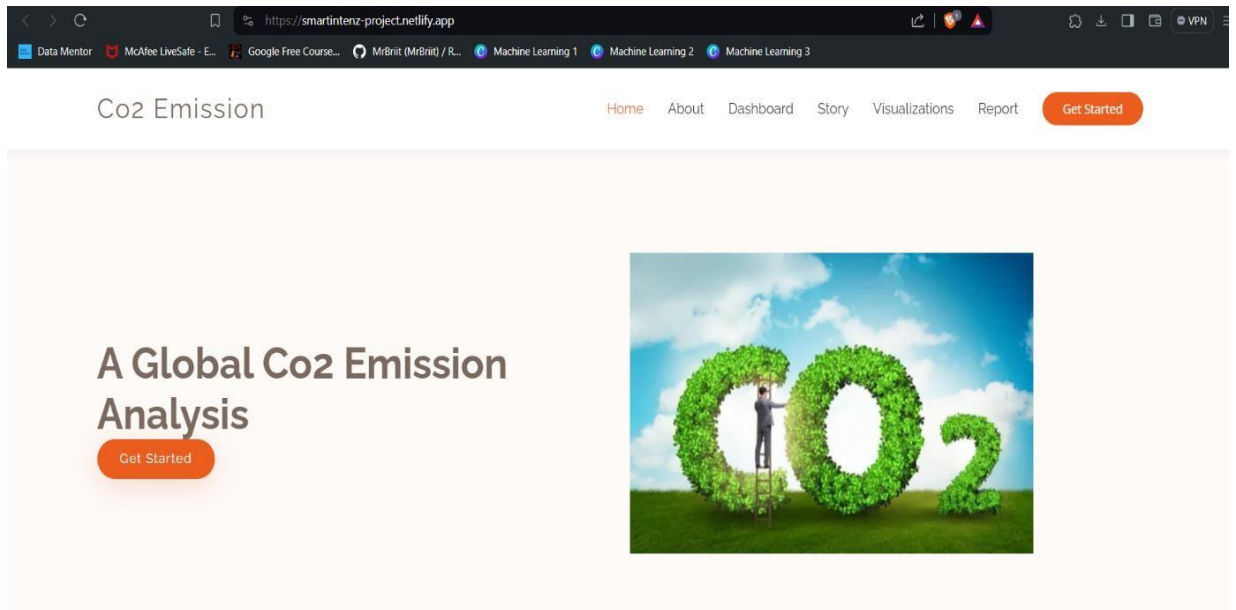 https://smartintenz-project.netlify.app
VPN
Data Mentor McAfee LiveSafe - E... Google Free Course... MrBriit (MrBriit) / R... Machine Learning 1 Machine Learning 2 Machine Learning 3
Co2 Emission
Home About Dashboard Story Visualizations Report Get Started
A Global Co2 Emission
Analysis
Get Started
CO2